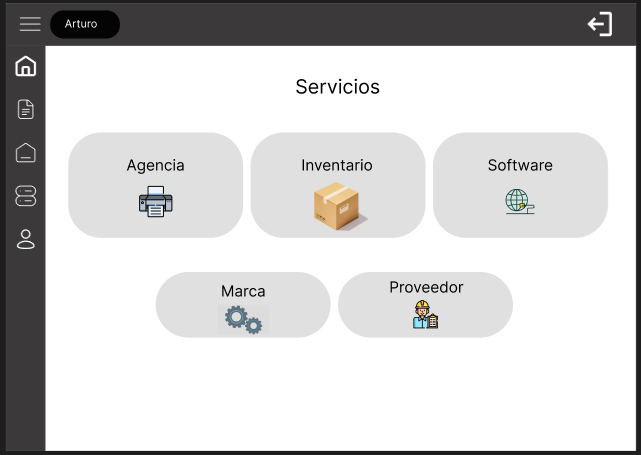 Arturo
Servicios
Agencia
Inventario
Software
Marca
Proveedor